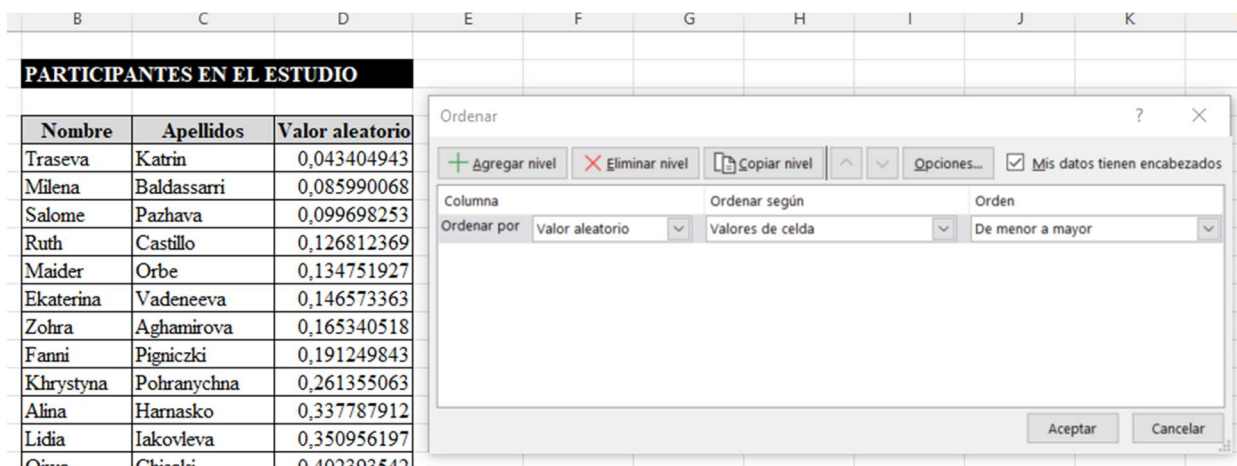 B C D E F G H I J K
PARTICIPANTES EN EL ESTUDIO
Nombre Apellidos Valor aleatorio
Traseva Katrin 0,043404943
Milena Baldassarri 0,085990068
Salome Pazhava 0,099698253
Ruth Castillo 0,126812369
Maider Orbe 0,134751927
Ekaterina Vadeneeva 0,146573363
Zohra Aghamirova 0,165340518
Fanni Pigniczki 0,191249843
Khrystyna Pohranychna 0,261355063
Alina Harnasko 0,337787912
Lidia Iakovleva 0,350956197
Ordenar ?
Agregar nivel Eliminar nivel Copiar nivel Opciones... Mis datos tienen encabezados
Columna Ordenar según Orden
Ordenar por Valor aleatorio Valores de celda De menor a mayor
Aceptar Cancelar